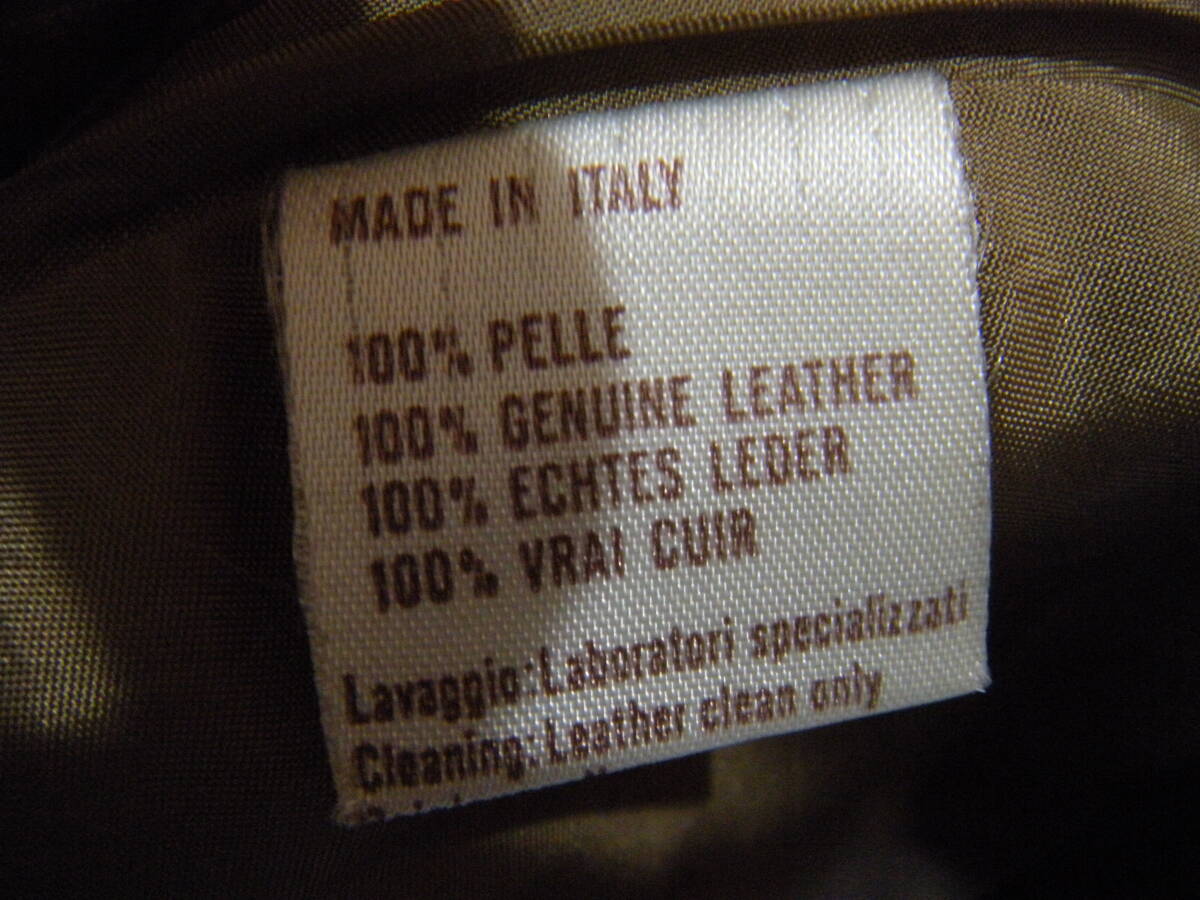 MADE IN ITALY
100% PELLE
100% GENUINE LEATHER
100% ECHTES LEDER
100% VRAI CUIR
Lavaggio:Laboratori specializzati
Cleaning:Leather clean only